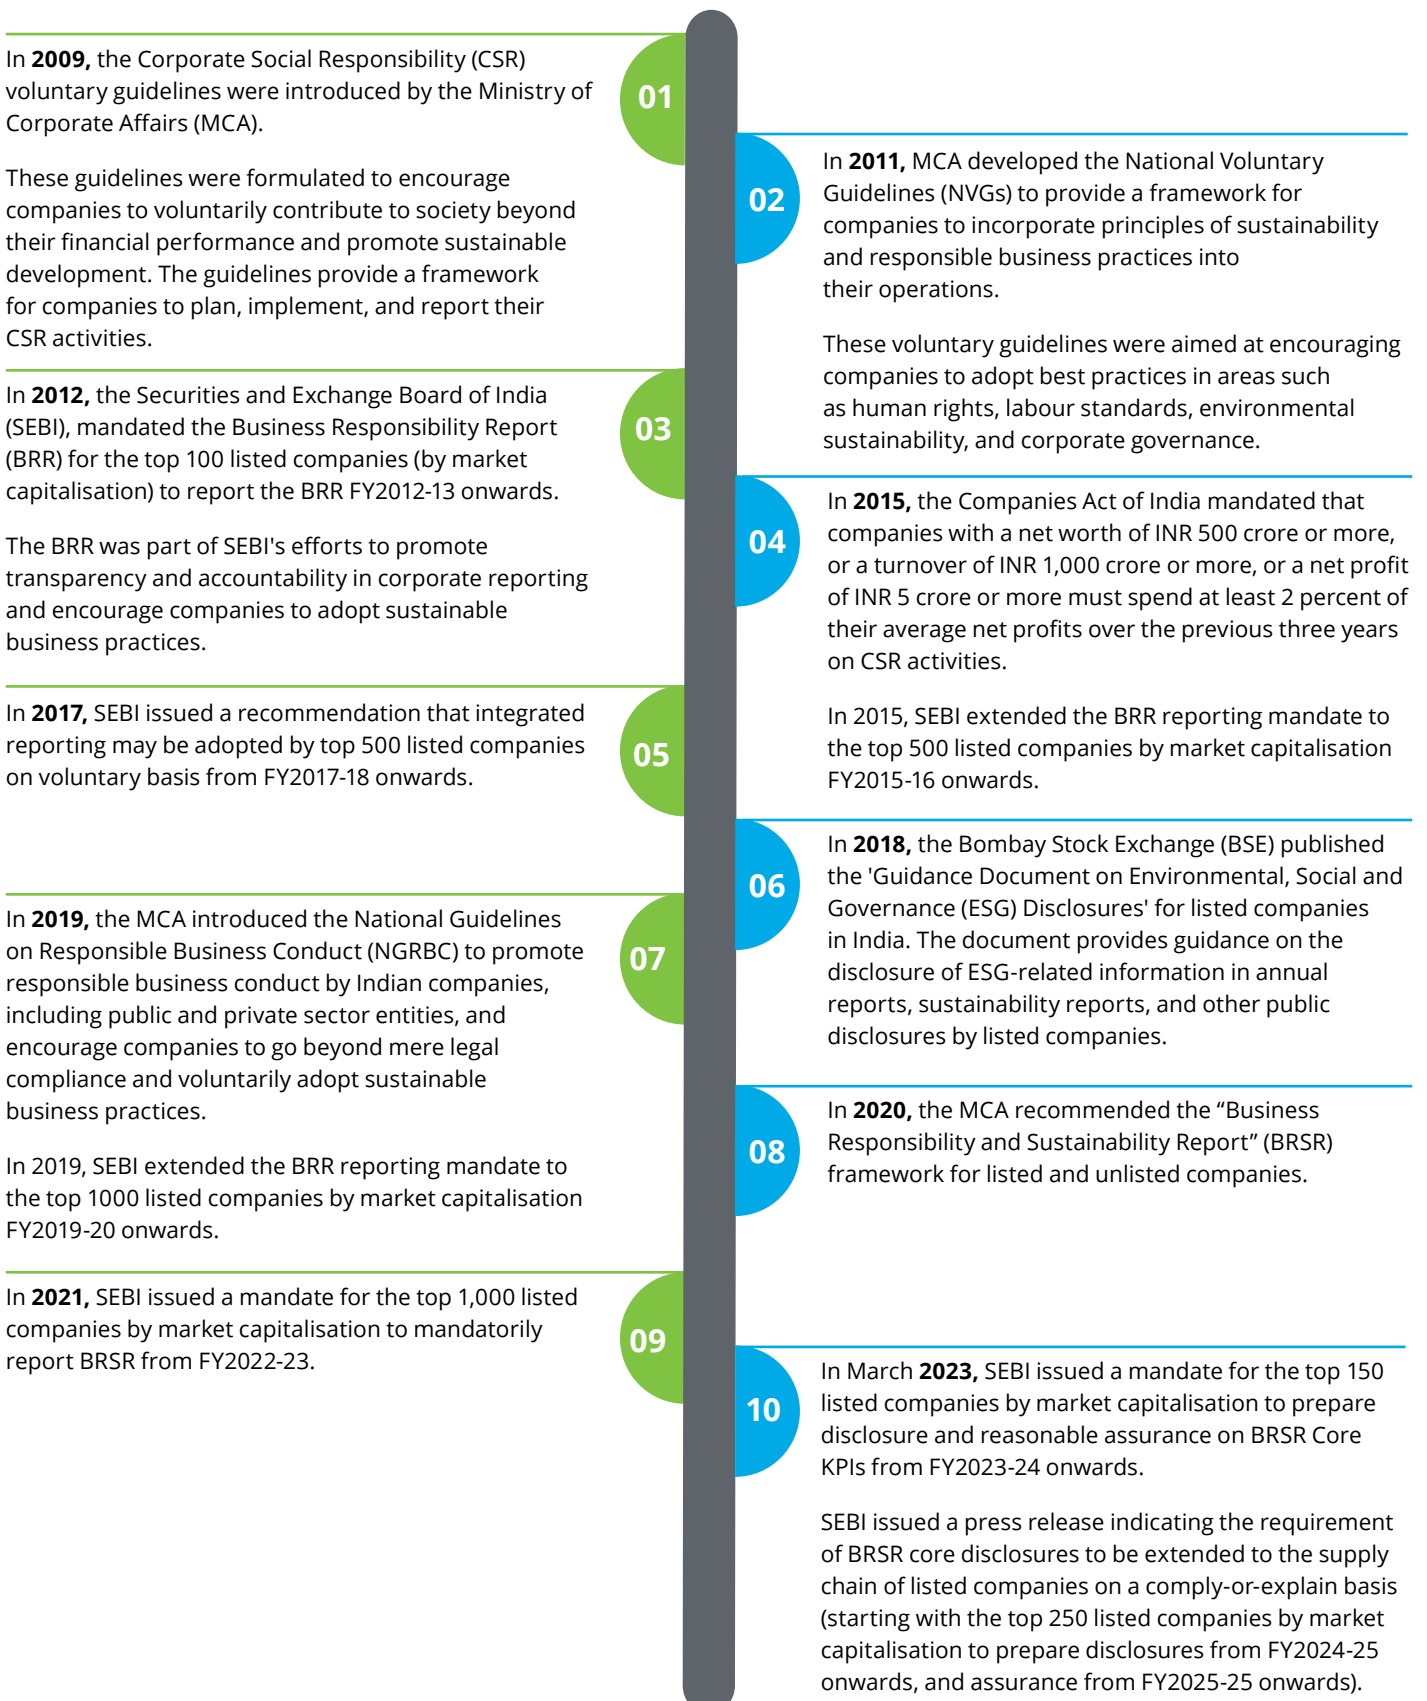 01
In 2009, the Corporate Social Responsibility (CSR)
voluntary guidelines were introduced by the Ministry of
Corporate Affairs (MCA).
These guidelines were formulated to encourage
companies to voluntarily contribute to society beyond
their financial performance and promote sustainable
development. The guidelines provide a framework
for companies to plan, implement, and report their
CSR activities.
02
In 2011, MCA developed the National Voluntary
Guidelines (NVGs) to provide a framework for
companies to incorporate principles of sustainability
and responsible business practices into
their operations.
These voluntary guidelines were aimed at encouraging
companies to adopt best practices in areas such
as human rights, labour standards, environmental
sustainability, and corporate governance.
03
In 2012, the Securities and Exchange Board of India
(SEBI), mandated the Business Responsibility Report
(BRR) for the top 100 listed companies (by market
capitalisation) to report the BRR FY2012-13 onwards.
The BRR was part of SEBI's efforts to promote
transparency and accountability in corporate reporting
and encourage companies to adopt sustainable
business practices.
04
In 2015, the Companies Act of India mandated that
companies with a net worth of INR 500 crore or more,
or a turnover of INR 1,000 crore or more, or a net profit
of INR 5 crore or more must spend at least 2 percent of
their average net profits over the previous three years
on CSR activities.
In 2015, SEBI extended the BRR reporting mandate to
the top 500 listed companies by market capitalisation
FY2015-16 onwards.
05
In 2017, SEBI issued a recommendation that integrated
reporting may be adopted by top 500 listed companies
on voluntary basis from FY2017-18 onwards.
06
In 2018, the Bombay Stock Exchange (BSE) published
the 'Guidance Document on Environmental, Social and
Governance (ESG) Disclosures' for listed companies
in India. The document provides guidance on the
disclosure of ESG-related information in annual
reports, sustainability reports, and other public
disclosures by listed companies.
07
In 2019, the MCA introduced the National Guidelines
on Responsible Business Conduct (NGRBC) to promote
responsible business conduct by Indian companies,
including public and private sector entities, and
encourage companies to go beyond mere legal
compliance and voluntarily adopt sustainable
business practices.
In 2019, SEBI extended the BRR reporting mandate to
the top 1000 listed companies by market capitalisation
FY2019-20 onwards.
08
In 2020, the MCA recommended the “Business
Responsibility and Sustainability Report” (BRSR)
framework for listed and unlisted companies.
09
In 2021, SEBI issued a mandate for the top 1,000 listed
companies by market capitalisation to mandatorily
report BRSR from FY2022-23.
10
In March 2023, SEBI issued a mandate for the top 150
listed companies by market capitalisation to prepare
disclosure and reasonable assurance on BRSR Core
KPIs from FY2023-24 onwards.
SEBI issued a press release indicating the requirement
of BRSR core disclosures to be extended to the supply
chain of listed companies on a comply-or-explain basis
(starting with the top 250 listed companies by market
capitalisation to prepare disclosures from FY2024-25
onwards, and assurance from FY2025-25 onwards).